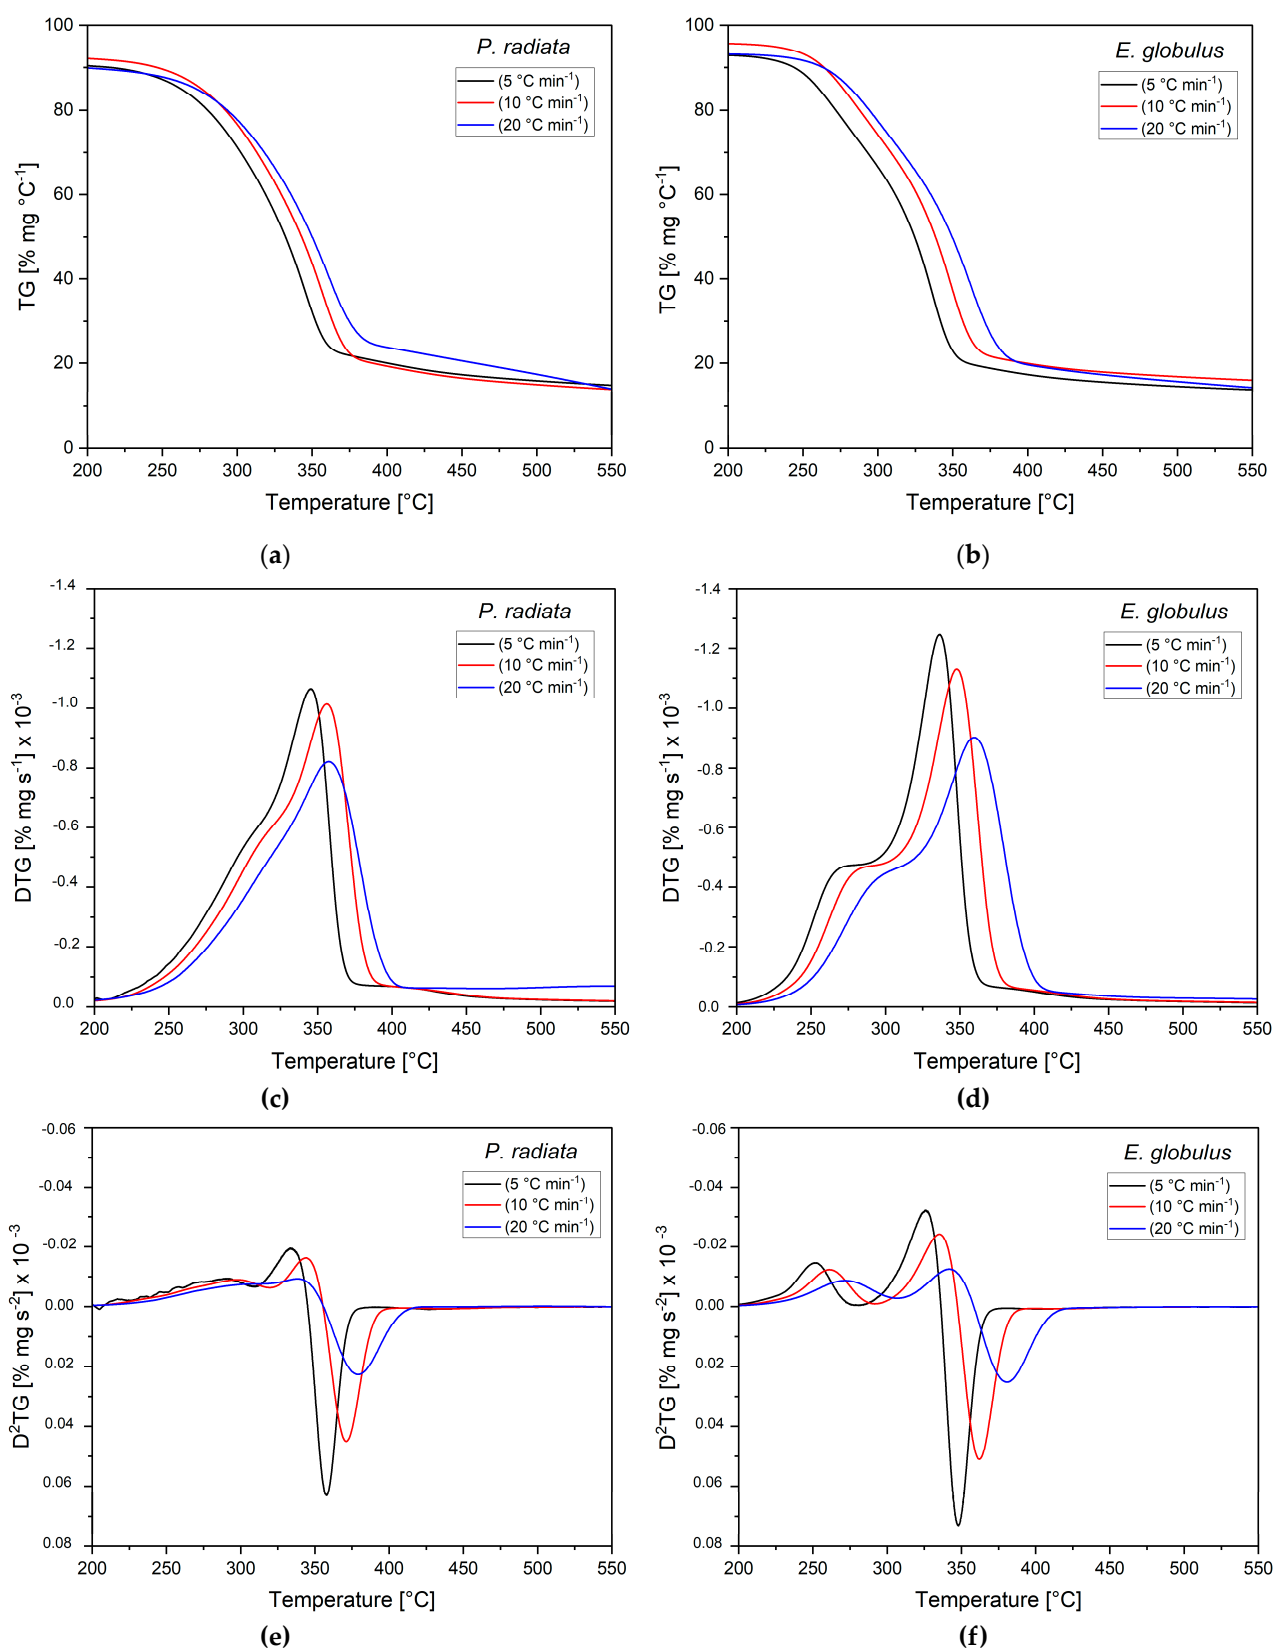 P. radiata
(5 °C min⁻¹)
(10 °C min⁻¹)
(20 °C min⁻¹)
TG [% mg °C⁻¹]
100
80
60
40
20
0
200 250 300 350 400 450 500 550
Temperature [°C]
(a)
E. globulus
(5 °C min⁻¹)
(10 °C min⁻¹)
(20 °C min⁻¹)
TG [% mg °C⁻¹]
100
80
60
40
20
0
200 250 300 350 400 450 500 550
Temperature [°C]
(b)
P. radiata
(5 °C min⁻¹)
(10 °C min⁻¹)
(20 °C min⁻¹)
DTG [% mg s⁻¹] x 10⁻³
-1.4
-1.2
-1.0
-0.8
-0.6
-0.4
-0.2
0.0
200 250 300 350 400 450 500 550
Temperature [°C]
(c)
E. globulus
(5 °C min⁻¹)
(10 °C min⁻¹)
(20 °C min⁻¹)
DTG [% mg s⁻¹] x 10⁻³
-1.4
-1.2
-1.0
-0.8
-0.6
-0.4
-0.2
0.0
200 250 300 350 400 450 500 550
Temperature [°C]
(d)
P. radiata
(5 °C min⁻¹)
(10 °C min⁻¹)
(20 °C min⁻¹)
D²TG [% mg s⁻²] x 10⁻³
-0.06
-0.04
-0.02
0.00
0.02
0.04
0.06
0.08
200 250 300 350 400 450 500 550
Temperature [°C]
(e)
E. globulus
(5 °C min⁻¹)
(10 °C min⁻¹)
(20 °C min⁻¹)
D²TG [% mg s⁻²] x 10⁻³
-0.06
-0.04
-0.02
0.00
0.02
0.04
0.06
0.08
200 250 300 350 400 450 500 550
Temperature [°C]
(f)